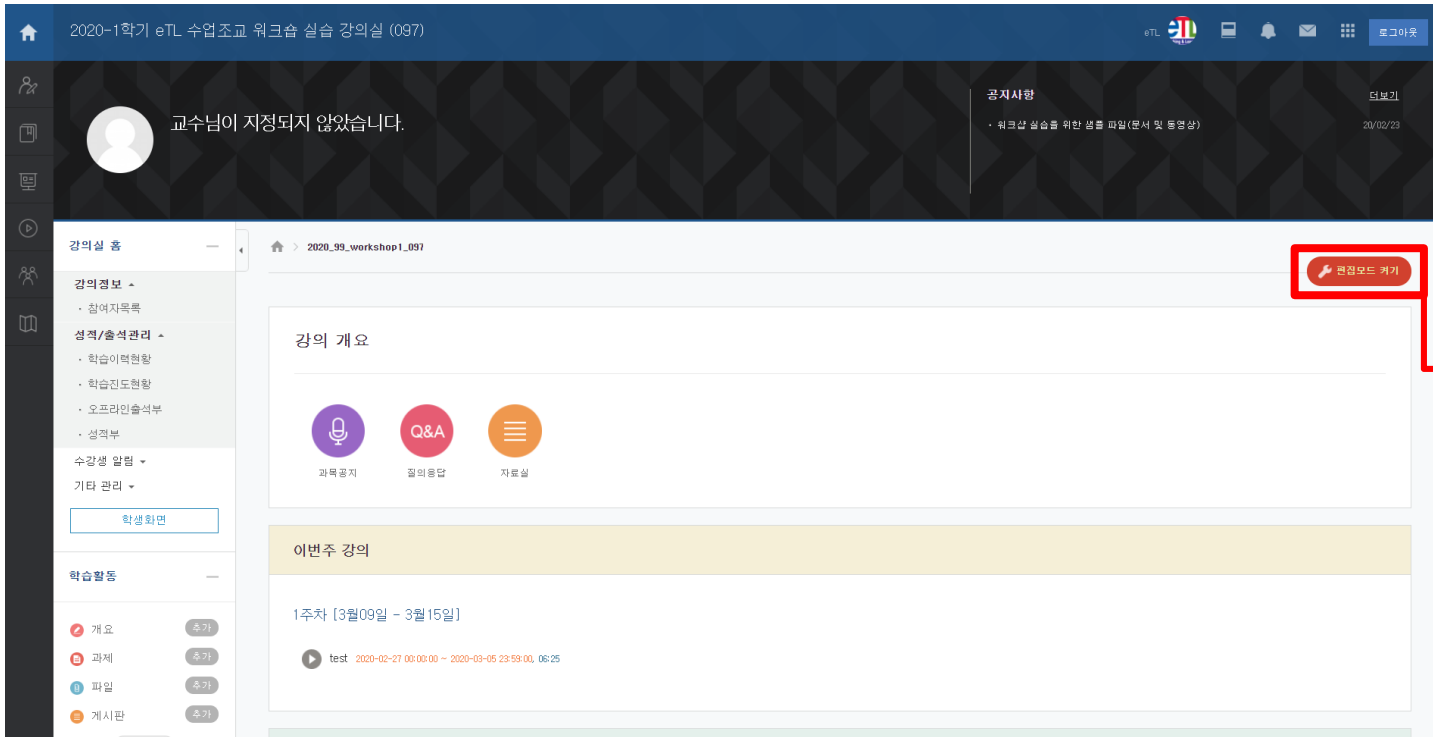 2020-1학기 eTL 수업조교 워크숍 실습 강의실 (097)
eTL
로그아웃
교수님이 지정되지 않았습니다.
공지사항
더보기
· 워크샵 실습을 위한 샘플 파일(문서 및 동영상)
20/02/23
강의실 홈
2020_99_workshop1_097
편집모드 켜기
강의정보
· 참여자목록
성적/출석관리
· 학습이력현황
· 학습진도현황
· 오프라인출석부
· 성적부
수강생 알림
기타 관리
학생화면
학습활동
개요 추가
과제 추가
파일 추가
게시판 추가
강의 개요
Q&A
과목공지 질의응답 자료실
이번주 강의
1주차 [3월09일 - 3월15일]
test 2020-02-27 00:00:00 ~ 2020-03-05 23:59:00, 06:25